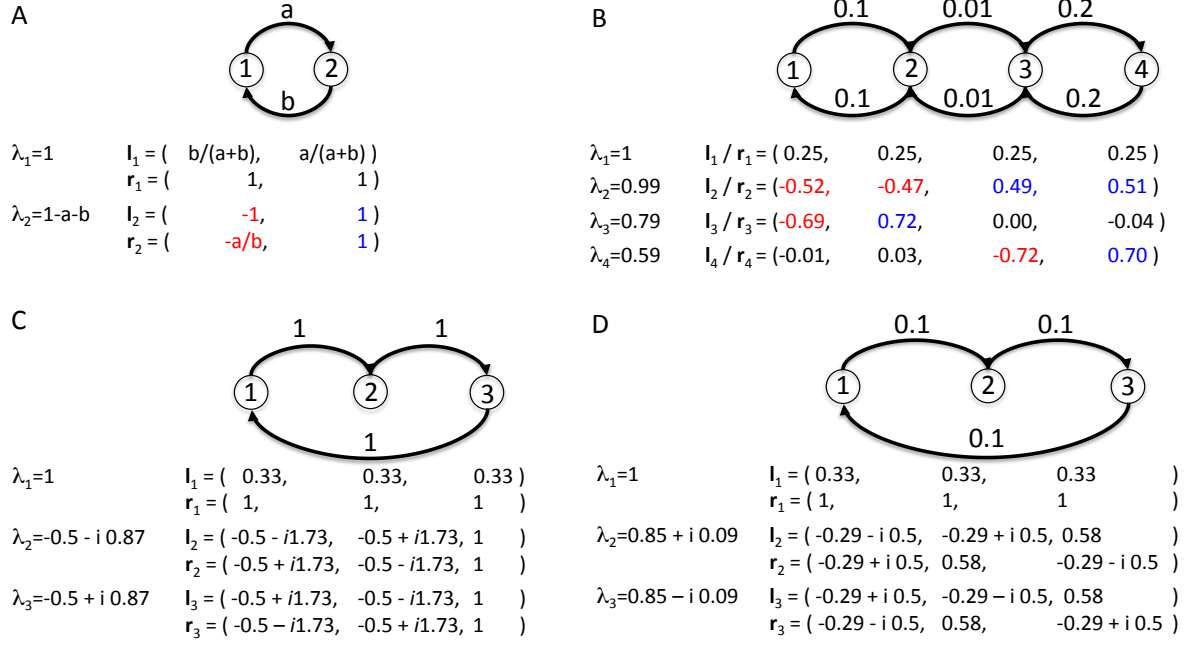 A
a
1 2
b
λ1=1 l1 = ( b/(a+b), a/(a+b) )
r1 = ( 1, 1 )
λ2=1-a-b l2 = ( -1, 1 )
r2 = ( -a/b, 1 )
B
0.1 0.01 0.2
1 2 3 4
0.1 0.01 0.2
λ1=1 l1 / r1 = ( 0.25, 0.25, 0.25, 0.25 )
λ2=0.99 l2 / r2 = (-0.52, -0.47, 0.49, 0.51 )
λ3=0.79 l3 / r3 = (-0.69, 0.72, 0.00, -0.04 )
λ4=0.59 l4 / r4 = (-0.01, 0.03, -0.72, 0.70 )
C
1 1
1 2 3
1
λ1=1 l1 = ( 0.33, 0.33, 0.33 )
r1 = ( 1, 1, 1 )
λ2=-0.5 - i 0.87 l2 = ( -0.5 - i1.73, -0.5 + i1.73, 1 )
r2 = ( -0.5 + i1.73, -0.5 - i1.73, 1 )
λ3=-0.5 + i 0.87 l3 = ( -0.5 + i1.73, -0.5 - i1.73, 1 )
r3 = ( -0.5 – i1.73, -0.5 + i1.73, 1 )
D
0.1 0.1
1 2 3
0.1
λ1=1 l1 = ( 0.33, 0.33, 0.33 )
r1 = ( 1, 1, 1 )
λ2=0.85 + i 0.09 l2 = ( -0.29 - i 0.5, -0.29 + i 0.5, 0.58 )
r2 = ( -0.29 + i 0.5, 0.58, -0.29 - i 0.5 )
λ3=0.85 – i 0.09 l3 = ( -0.29 + i 0.5, -0.29 – i 0.5, 0.58 )
r3 = ( -0.29 - i 0.5, 0.58, -0.29 + i 0.5 )